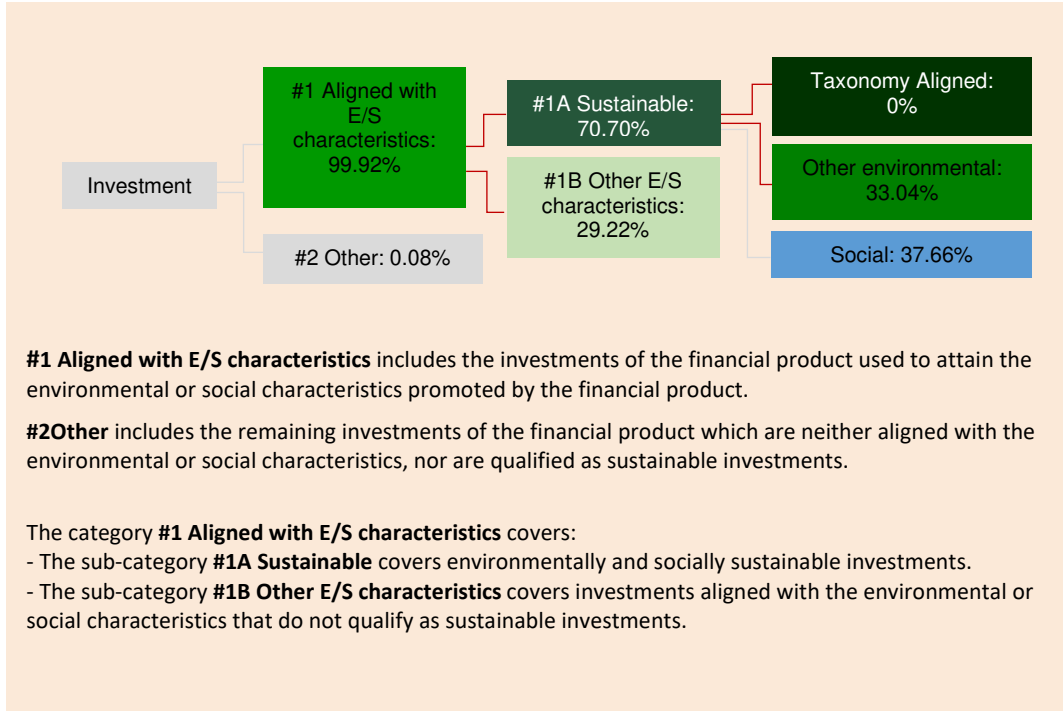 Investment
#1 Aligned with
E/S
characteristics:
99.92%
#2 Other: 0.08%
#1A Sustainable:
70.70%
#1B Other E/S
characteristics:
29.22%
Taxonomy Aligned:
0%
Other environmental:
33.04%
Social: 37.66%
#1 Aligned with E/S characteristics includes the investments of the financial product used to attain the
environmental or social characteristics promoted by the financial product.
#2Other includes the remaining investments of the financial product which are neither aligned with the
environmental or social characteristics, nor are qualified as sustainable investments.
The category #1 Aligned with E/S characteristics covers:
- The sub-category #1A Sustainable covers environmentally and socially sustainable investments.
- The sub-category #1B Other E/S characteristics covers investments aligned with the environmental or
social characteristics that do not qualify as sustainable investments.